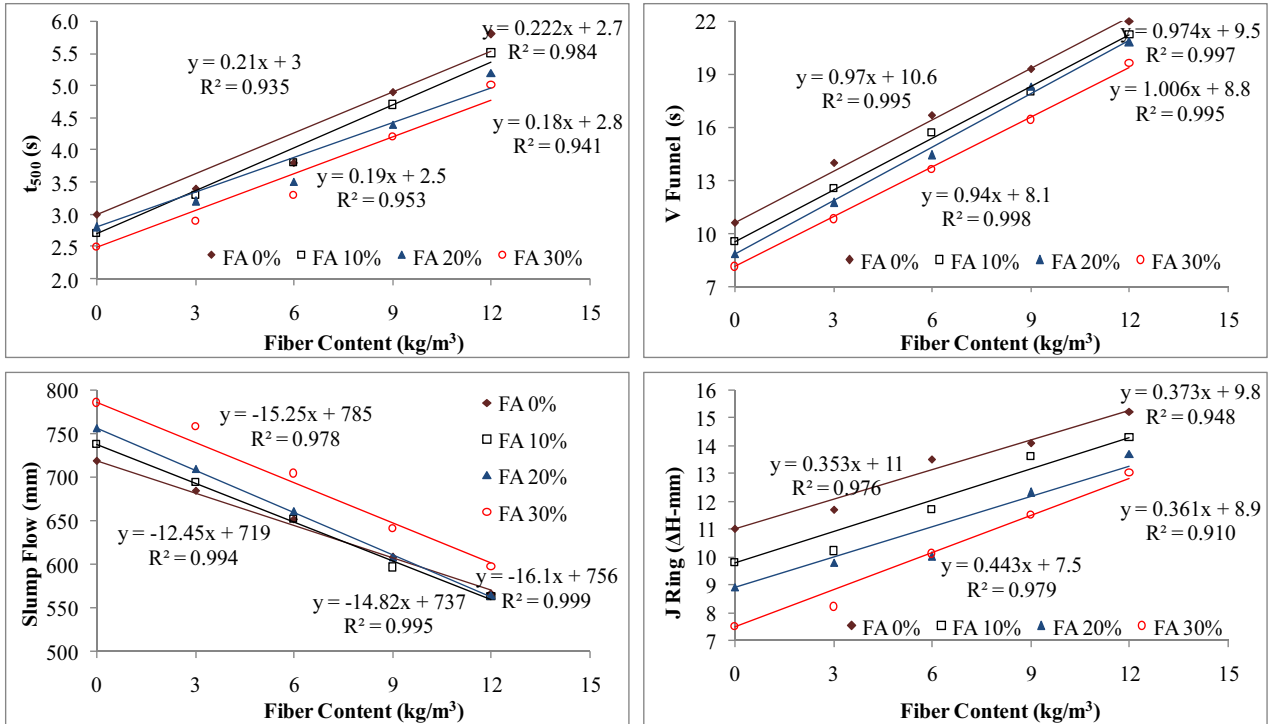 6.0
5.5
5.0
4.5
4.0
3.5
3.0
2.5
2.0
t500 (s)
y = 0.222x + 2.7
R² = 0.984
y = 0.21x + 3
R² = 0.935
y = 0.18x + 2.8
R² = 0.941
y = 0.19x + 2.5
R² = 0.953
FA 0% FA 10% FA 20% FA 30%
0 3 6 9 12 15
Fiber Content (kg/m³)
22
19
16
13
10
7
V Funnel (s)
y = 0.974x + 9.5
R² = 0.997
y = 0.97x + 10.6
R² = 0.995
y = 1.006x + 8.8
R² = 0.995
y = 0.94x + 8.1
R² = 0.998
FA 0% FA 10% FA 20% FA 30%
0 3 6 9 12 15
Fiber Content (kg/m³)
800
750
700
650
600
550
500
Slump Flow (mm)
y = -15.25x + 785
R² = 0.978
FA 0%
FA 10%
FA 20%
FA 30%
y = -12.45x + 719
R² = 0.994
y = -16.1x + 756
R² = 0.999
y = -14.82x + 737
R² = 0.995
0 3 6 9 12 15
Fiber Content (kg/m³)
16
15
14
13
12
11
10
9
8
7
J Ring (ΔH-mm)
y = 0.373x + 9.8
R² = 0.948
y = 0.353x + 11
R² = 0.976
y = 0.361x + 8.9
R² = 0.910
y = 0.443x + 7.5
R² = 0.979
FA 0% FA 10% FA 20% FA 30%
0 3 6 9 12 15
Fiber Content (kg/m³)